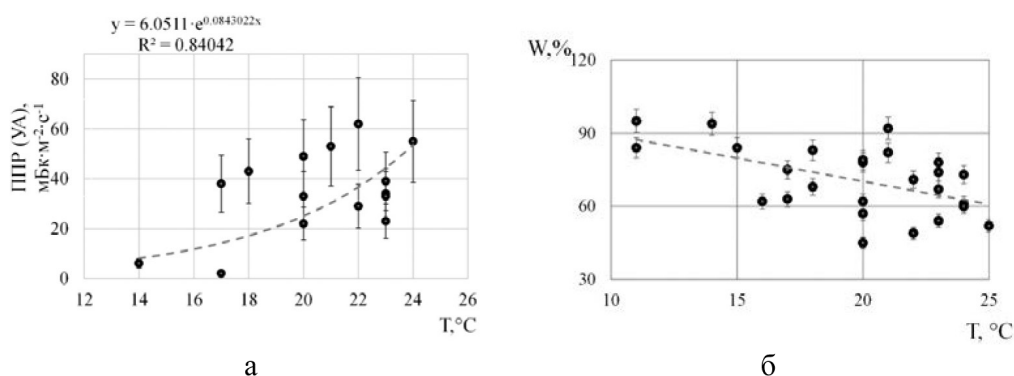 y = 6.0511·e^0.0843022x
R² = 0.84042
ППР (УА),
мБк·м⁻²·с⁻¹
80
60
40
20
0
12 14 16 18 20 22 24 26
T,°C
а
W,%
120
90
60
30
10 15 20 25
T, °C
б